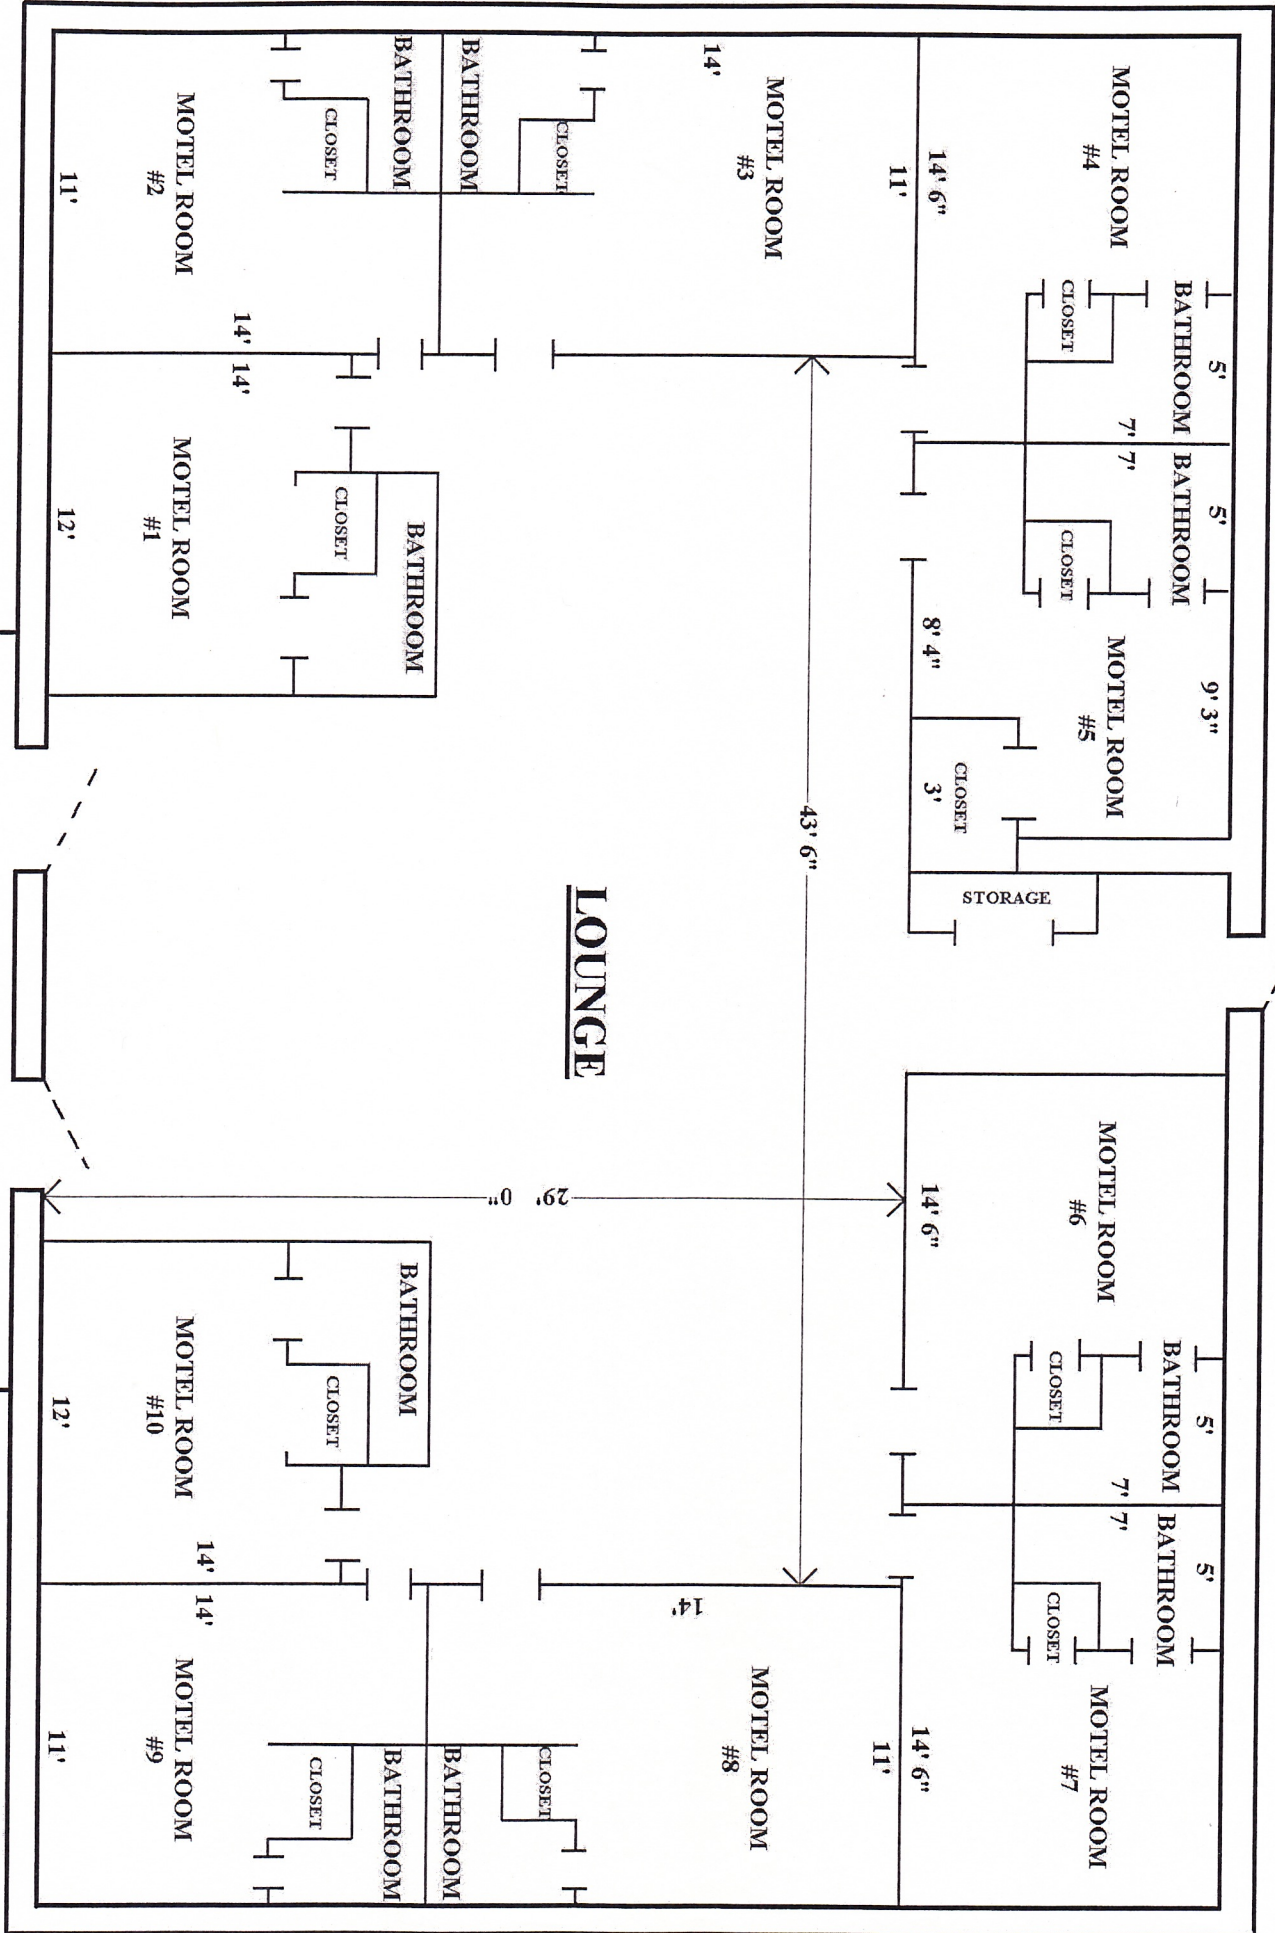 5'
5'
9' 3"
5'
5'
BATHROOM
BATHROOM
BATHROOM
BATHROOM
MOTEL ROOM
#4
7' 7'
MOTEL ROOM
#5
MOTEL ROOM
#6
7' 7'
MOTEL ROOM
#7
CLOSET
CLOSET
CLOSET
CLOSET
STORAGE
CLOSET
3'
14' 6"
11'
8' 4"
14' 6"
14' 6"
11'
43' 6"
14'
MOTEL ROOM
#3
14'
MOTEL ROOM
#8
LOUNGE
29' 0"
CLOSET
CLOSET
BATHROOM
BATHROOM
BATHROOM
BATHROOM
BATHROOM
BATHROOM
CLOSET
CLOSET
CLOSET
CLOSET
14' 14'
14' 14'
MOTEL ROOM
#2
MOTEL ROOM
#1
MOTEL ROOM
#10
MOTEL ROOM
#9
11'
12'
12'
11'